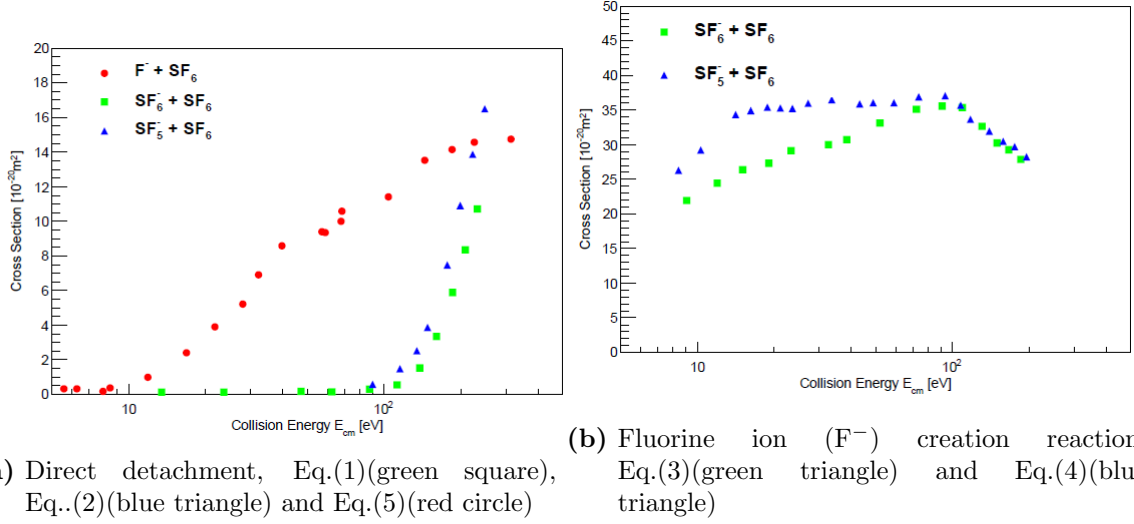 20
18
16
14
12
10
8
6
4
2
0
Cross Section [10⁻²⁰m²]
F⁻ + SF₆
SF₆⁻ + SF₆
SF₅⁻ + SF₆
10
10²
Collision Energy E_cm [eV]
50
45
40
35
30
25
20
15
10
5
0
Cross Section [10⁻²⁰m²]
SF₆⁻ + SF₆
SF₅⁻ + SF₆
10
10²
Collision Energy E_cm [eV]
) Direct detachment, Eq.(1)(green square),
Eq..(2)(blue triangle) and Eq.(5)(red circle)
(b) Fluorine ion (F⁻) creation reaction
Eq.(3)(green triangle) and Eq.(4)(blu
triangle)